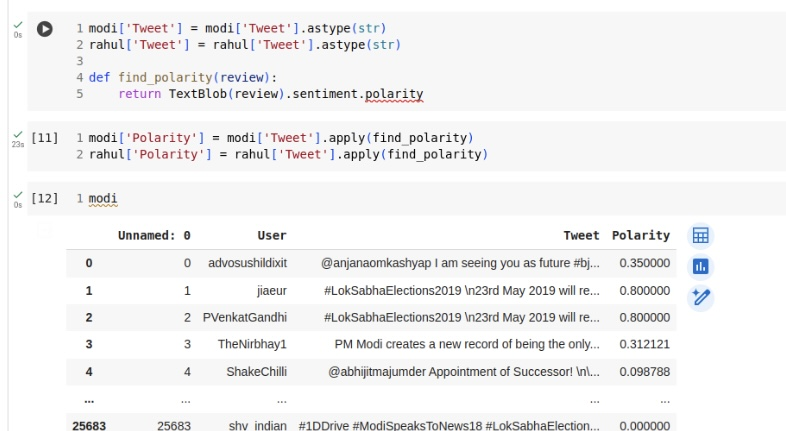 0s
1 modi['Tweet'] = modi['Tweet'].astype(str)
2 rahul['Tweet'] = rahul['Tweet'].astype(str)
3
4 def find_polarity(review):
5 return TextBlob(review).sentiment.polarity
23s
[11] 1 modi['Polarity'] = modi['Tweet'].apply(find_polarity)
2 rahul['Polarity'] = rahul['Tweet'].apply(find_polarity)
0s
[12] 1 modi
Unnamed: 0 User Tweet Polarity
0 0 advosushildixit @anjanaomkashyap I am seeing you as future #bj... 0.350000
1 1 jiaeur #LokSabhaElections2019 \n23rd May 2019 will re... 0.800000
2 2 PVenkatGandhi #LokSabhaElections2019 \n23rd May 2019 will re... 0.800000
3 3 TheNirbhay1 PM Modi creates a new record of being the only... 0.312121
4 4 ShakeChilli @abhijitmajumder Appointment of Successor! \n\... 0.098788
... ... ... ... ...
25683 25683 shy_indian #1DDrive #ModiSpeaksToNews18 #LokSabhaElection... 0.000000